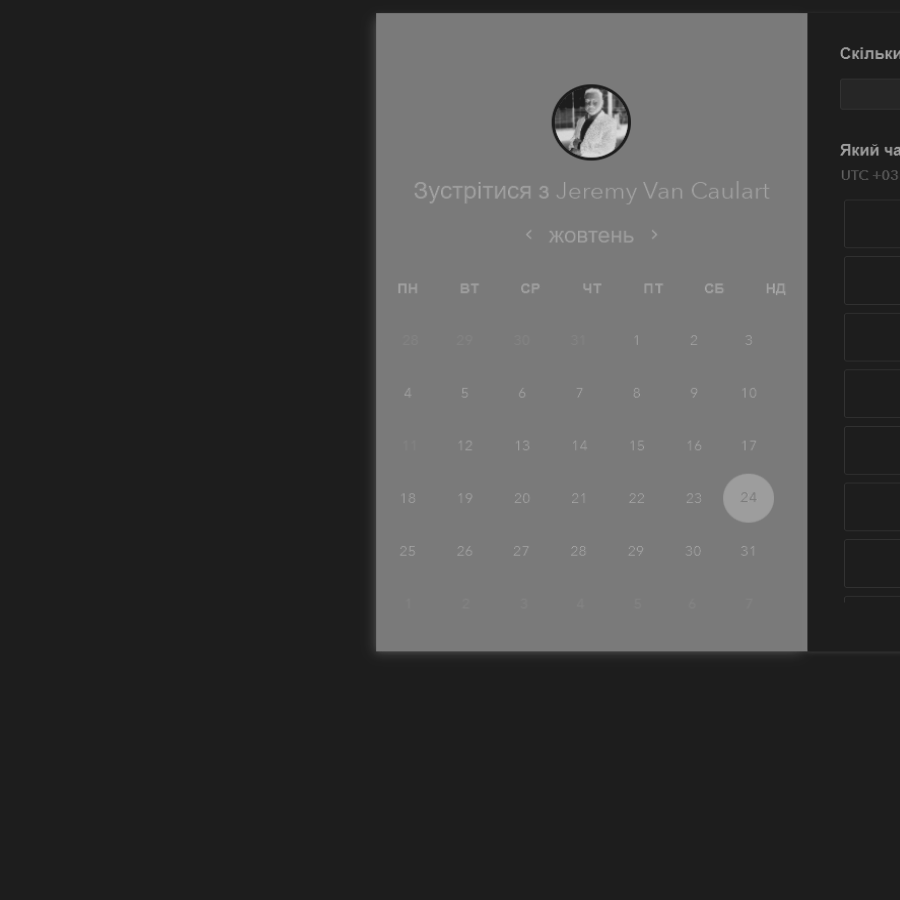 Зустрітися з Jeremy Van Caulart
жовтень
ПН ВТ СР ЧТ ПТ СБ НД
28 29 30 31 1 2 3
4 5 6 7 8 9 10
11 12 13 14 15 16 17
18 19 20 21 22 23 24
25 26 27 28 29 30 31
1 2 3 4 5 6 7
Скільки
Який ча
UTC +03